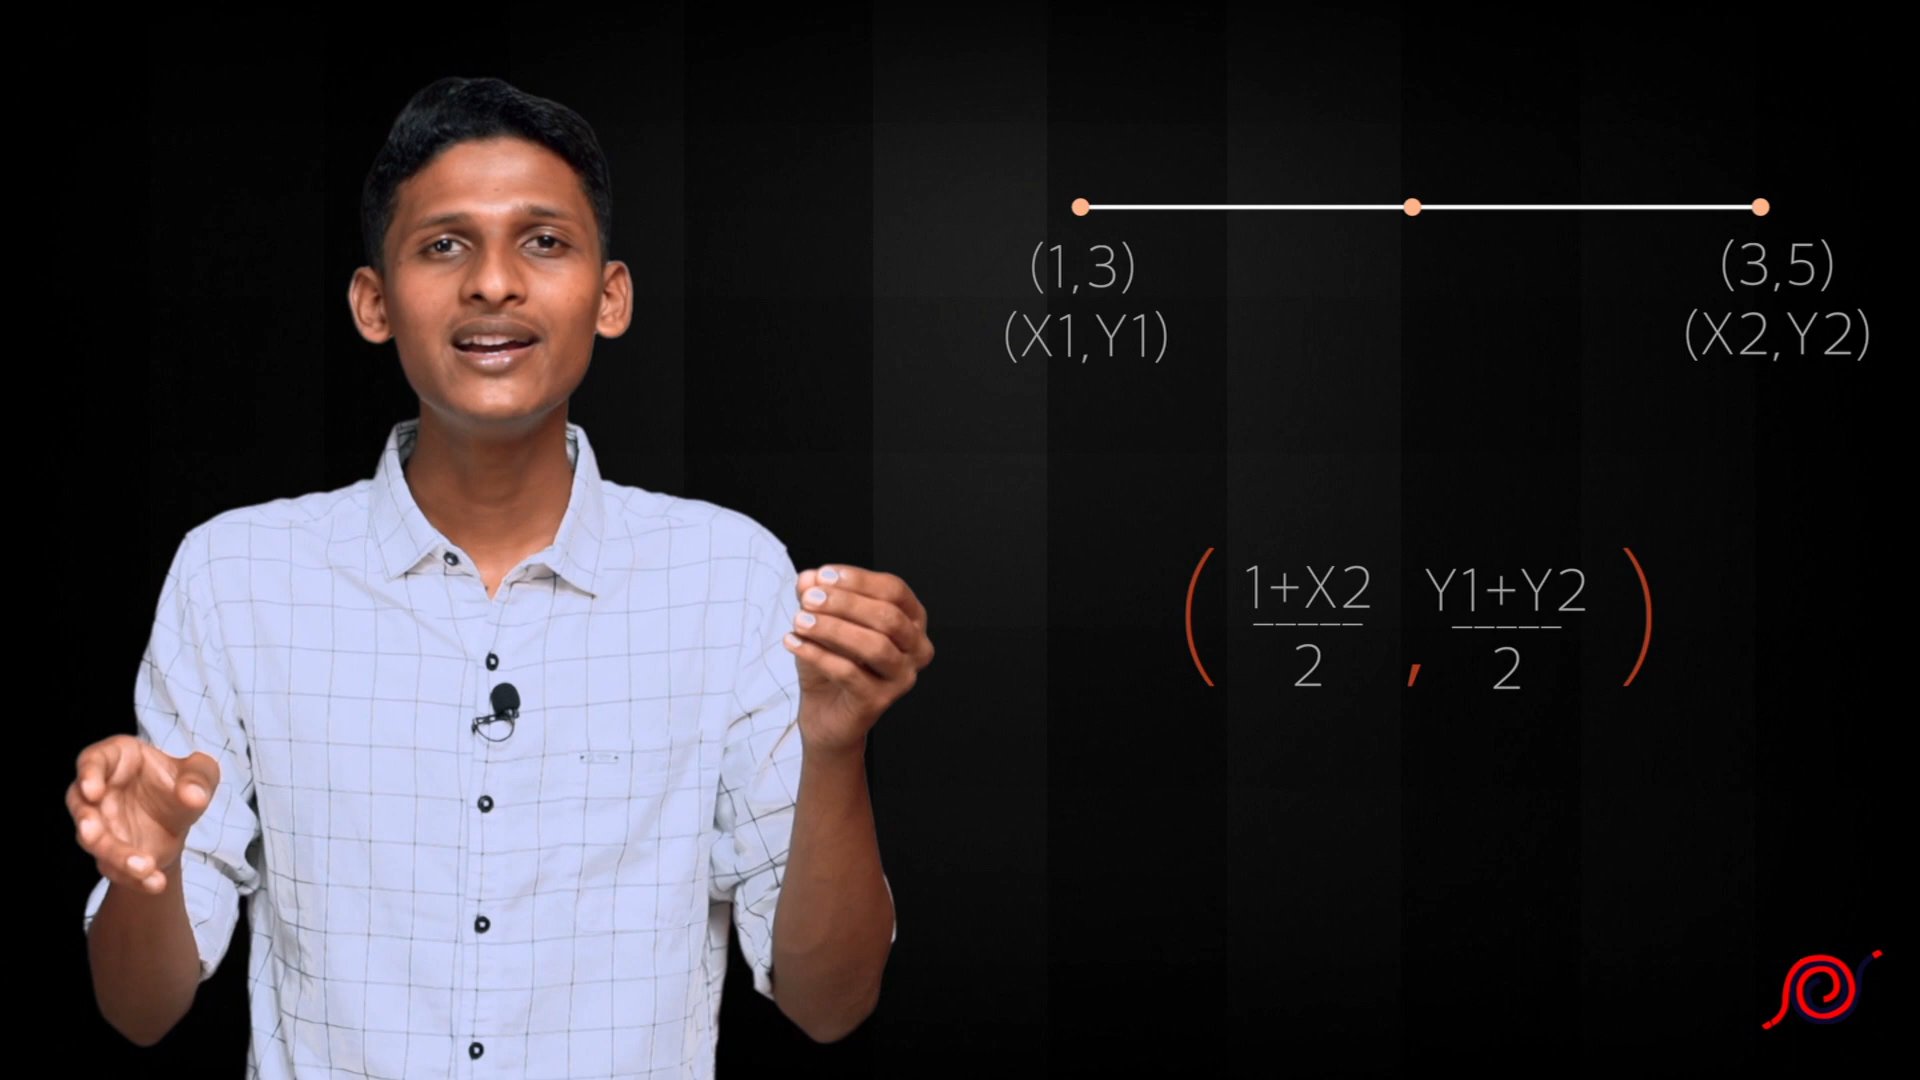 (1,3) (3,5)
(X1,Y1) (X2,Y2)
( 1+X2 , Y1+Y2 )
2 2